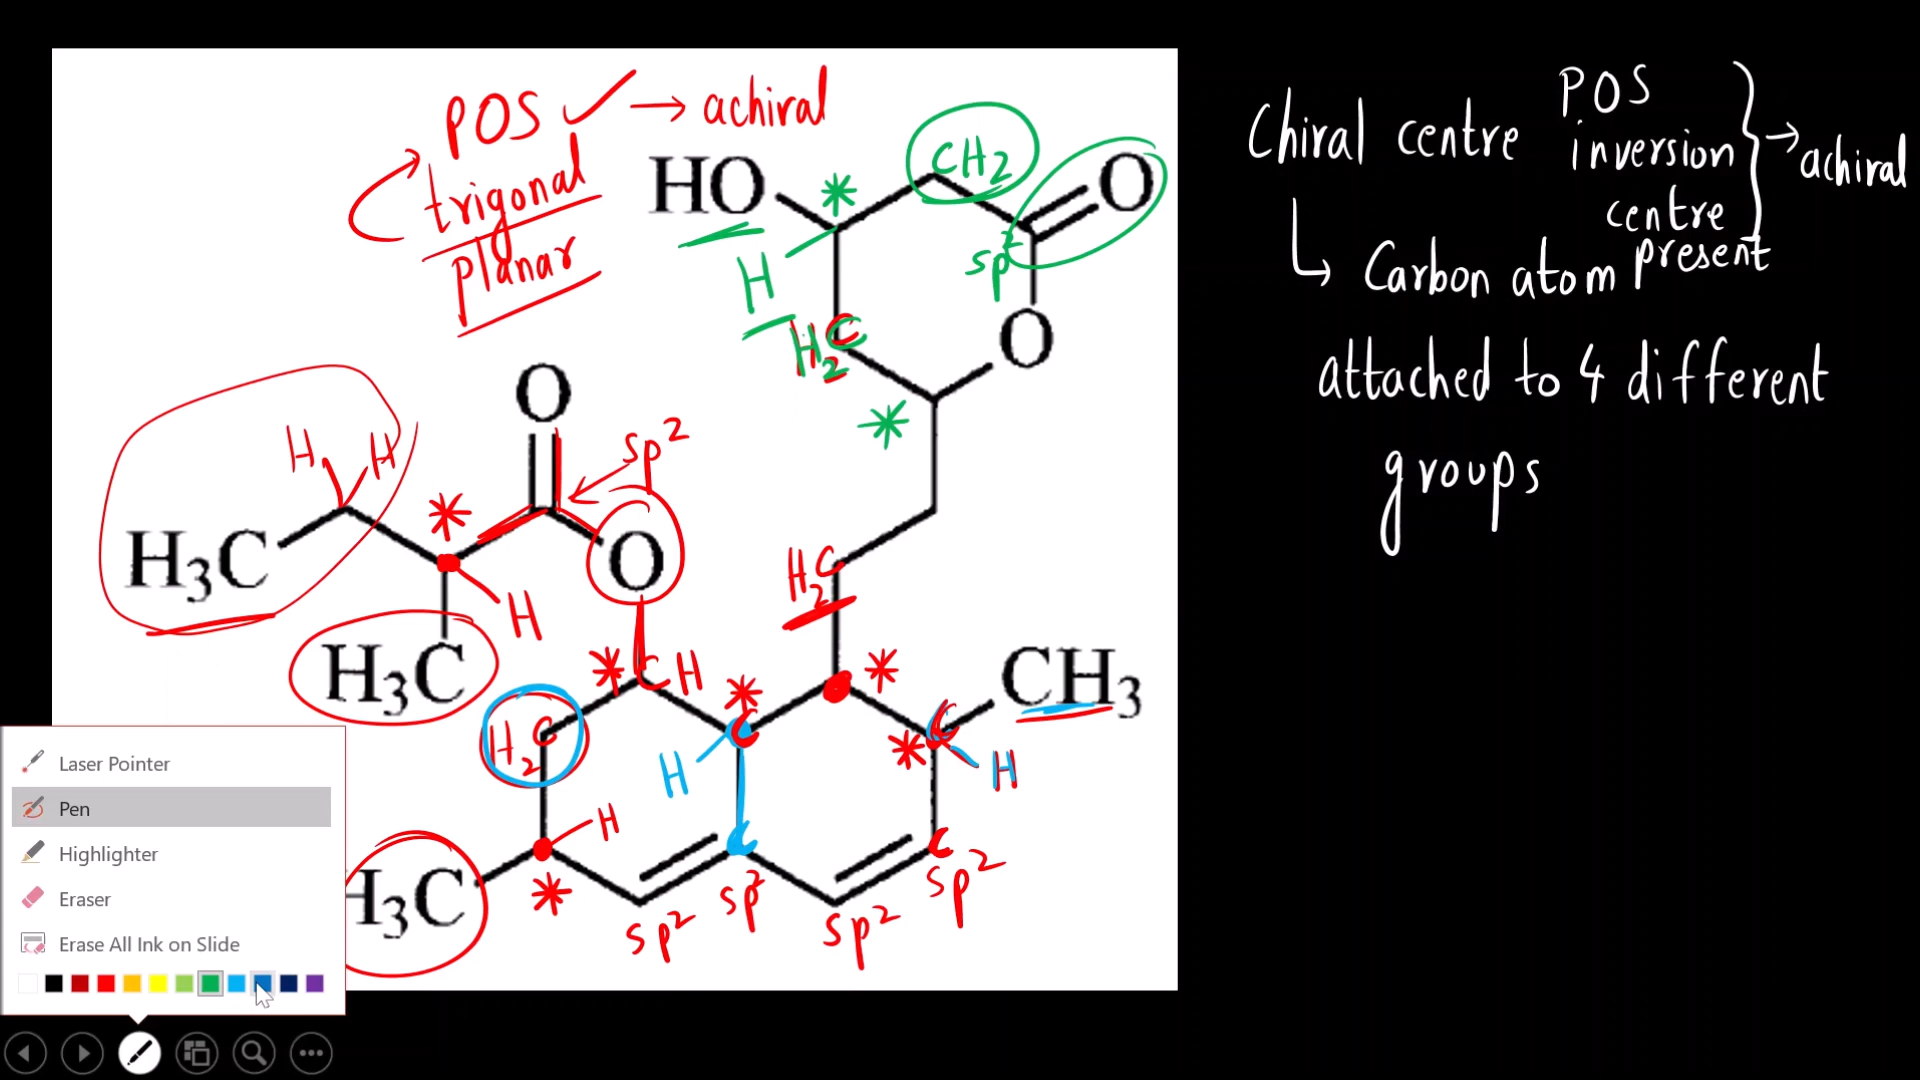 POS ✓ → achiral
trigonal
planar
HO
*
CH2
O
H
sp²
H₂C
O
*
O
sp²
H H
*
H₃C
O
H
H₃C
H₂C
*
CH
*
*
CH₃
H₂C
C
H
C
*
H
H
C
C
H₃C
*
sp²
sp²
sp²
sp²
Chiral centre
POS
inversion
centre
present
→ achiral
↳ Carbon atom
attached to 4 different
groups
Laser Pointer
Pen
Highlighter
Eraser
Erase All Ink on Slide